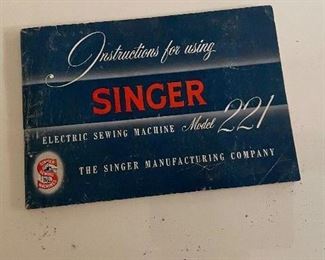 Instructions for using
SINGER
ELECTRIC SEWING MACHINE Model 221
THE SINGER MANUFACTURING COMPANY